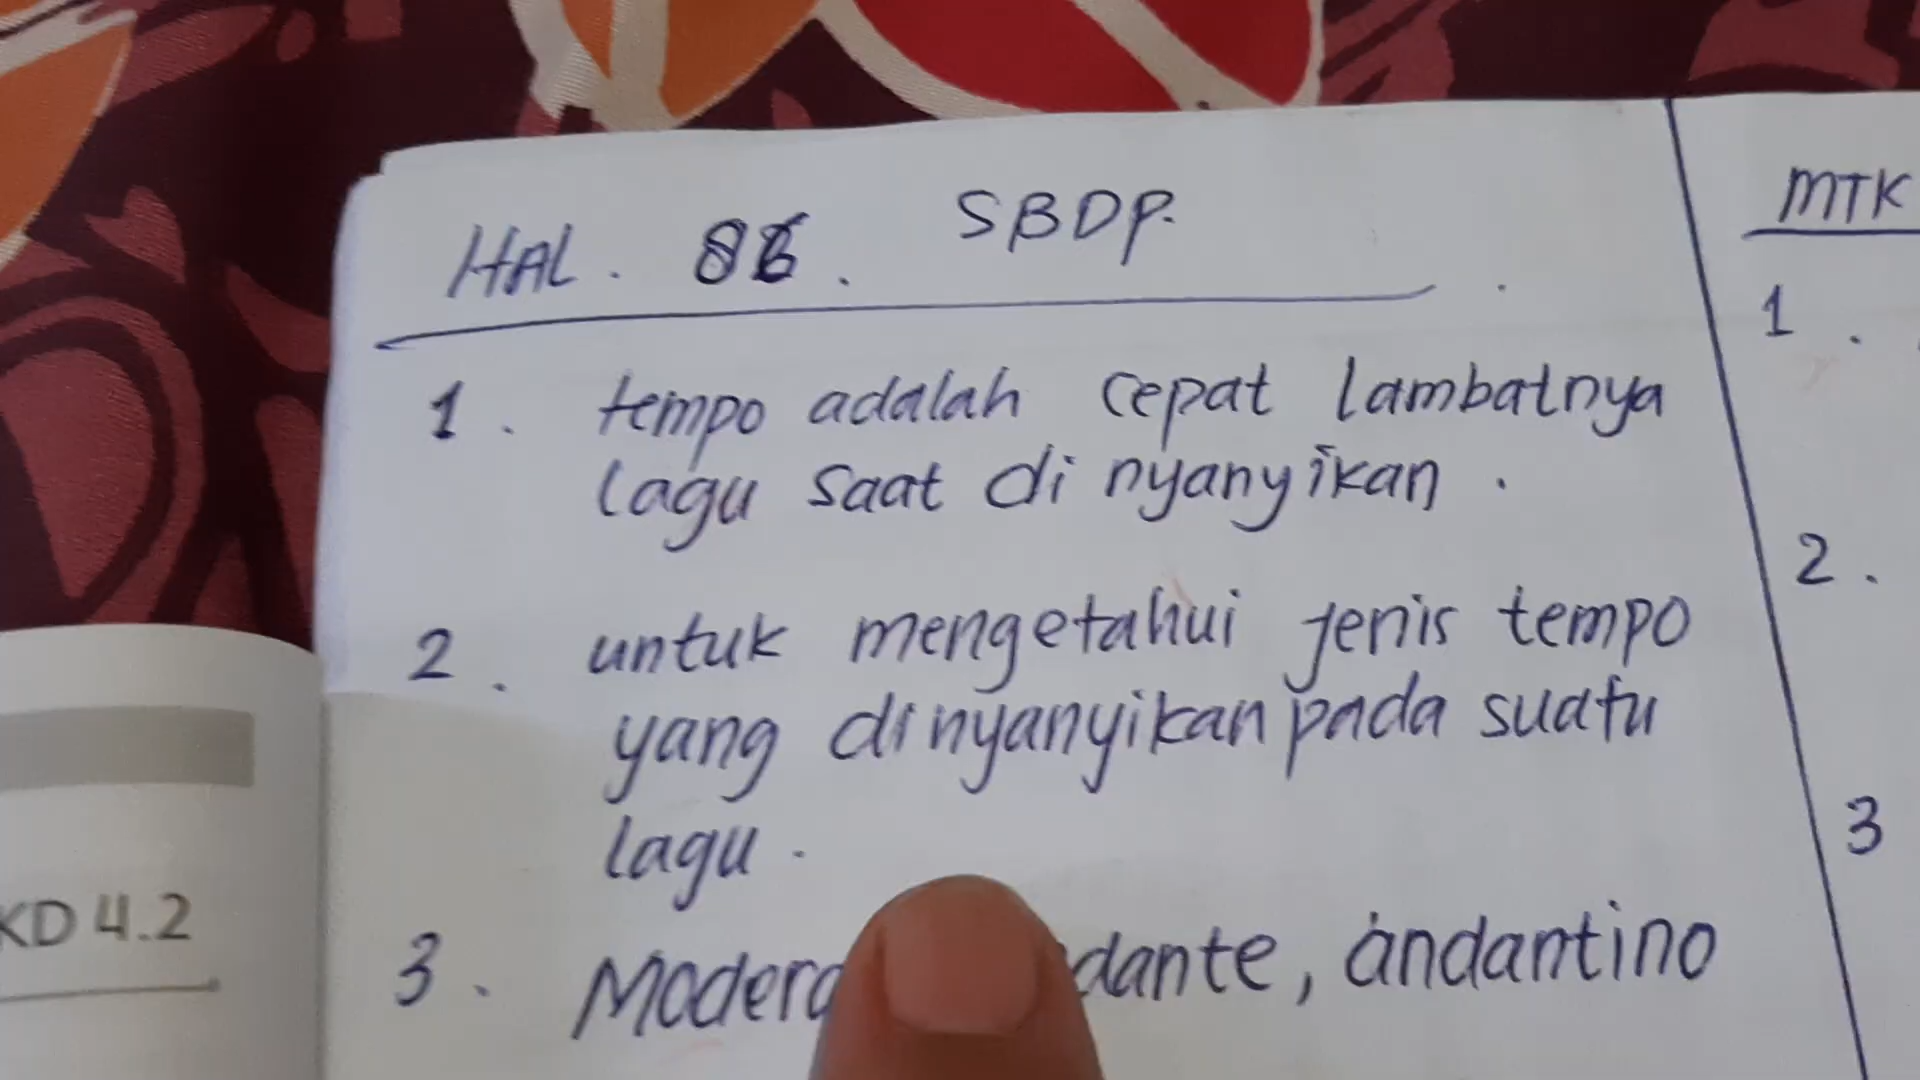 HAL. 86. SBDP.
1. tempo adalah cepat lambatnya
lagu saat di nyanyikan.
2. untuk mengetahui jenis tempo
yang dinyanyikan pada suatu
lagu.
3. , andantino
MTK
1.
2.
3
KD 4.2